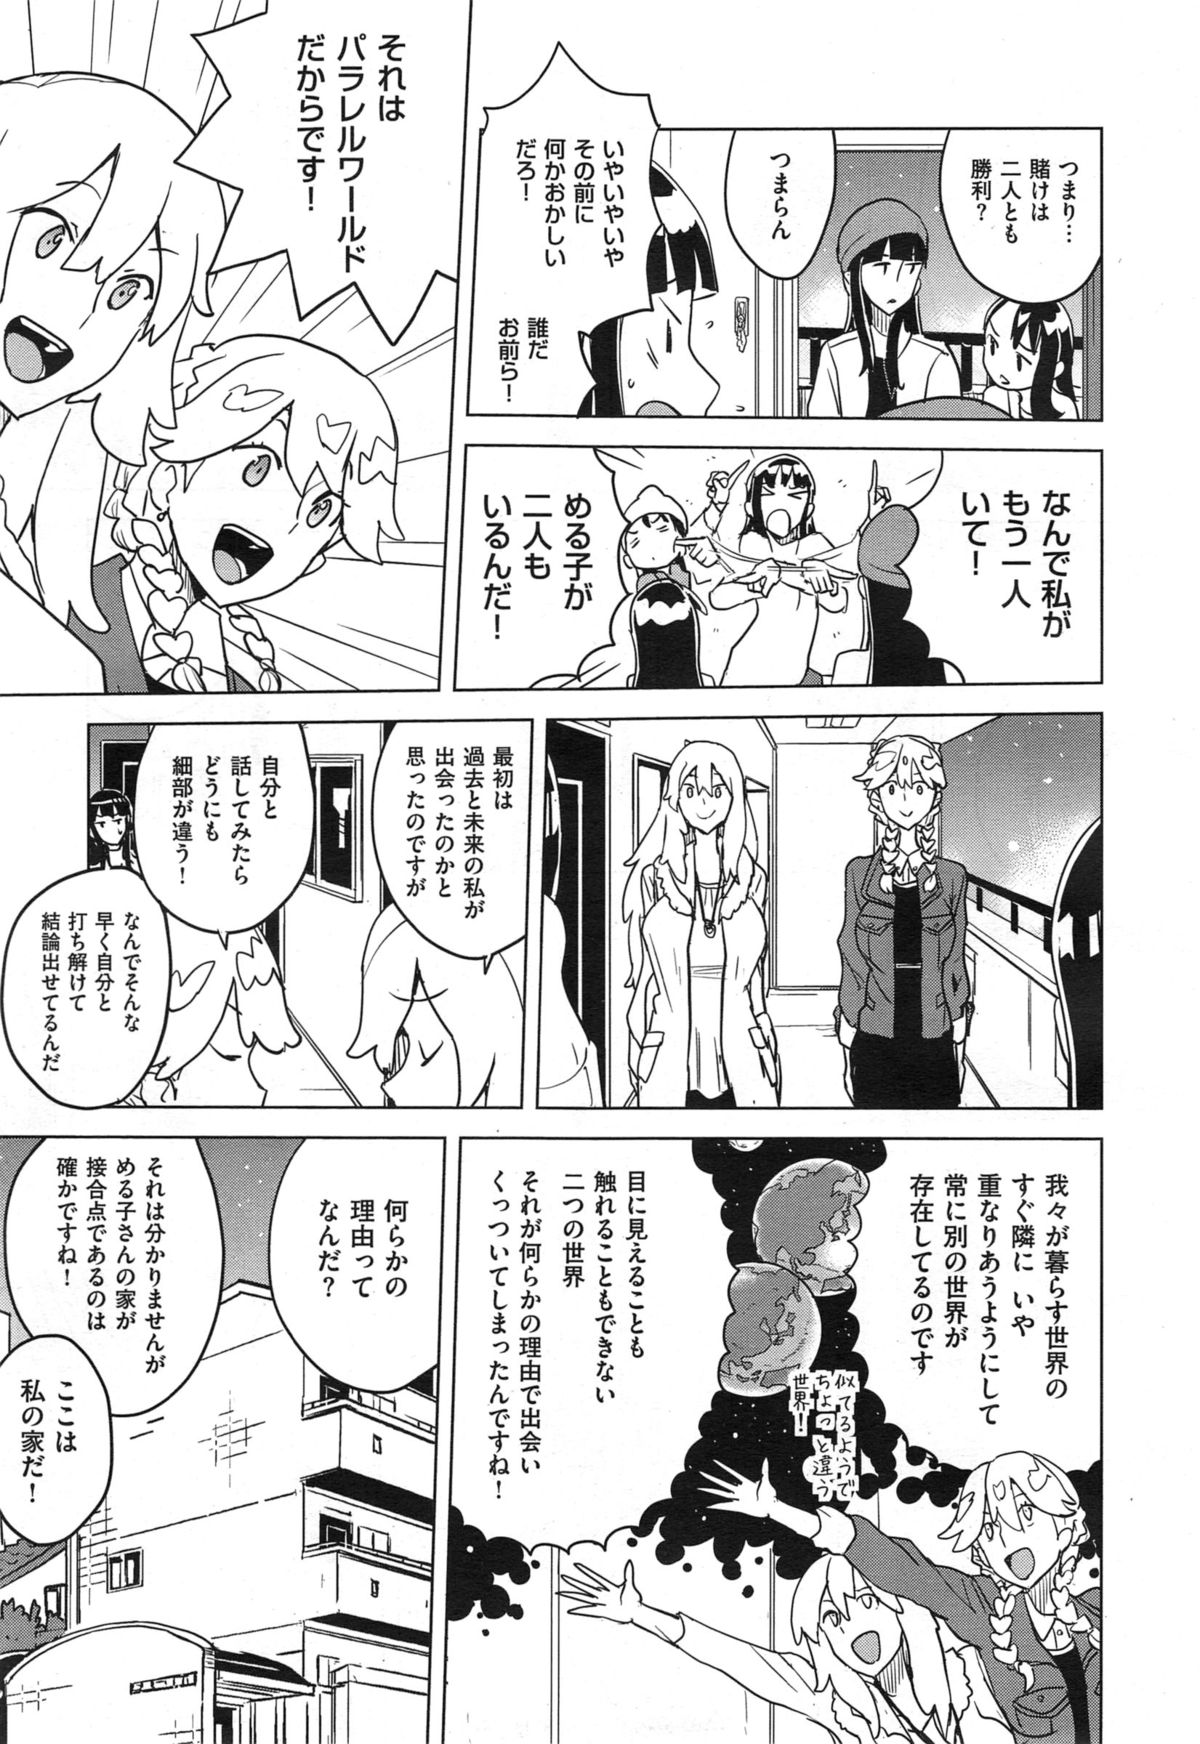 つまり…
賭けは
二人とも
勝利?
つまらん
いやいやいや
その前に
何かおかしい
だろ!
誰だ
お前ら!
なんで私が
もう一人
いて!
める子が
二人も
いるんだ!
それは
パラレルワールド
だからです!
最初は
過去と未来の私が
出会ったのかと
思ったのですが
自分と
話してみたら
どうにも
細部が違う!
なんでそんな
早く自分と
打ち解けて
結論出せてるんだ
我々が暮らす世界の
すぐ隣に いや
重なりあうようにして
常に別の世界が
存在してるのです
似てるようで
ちょっと違う
世界!
目に見えることも
触れることもできない
二つの世界
それが何らかの理由で出会い
くっついてしまったんですね!
何らかの
理由って
なんだ?
それは分かりませんが
める子さんの家が
接合点であるのは
確かですね!
ここは
私の家だ!